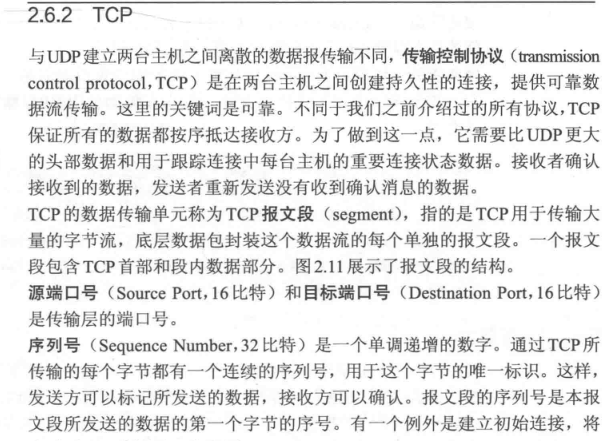 2.6.2 TCP
与UDP建立两台主机之间离散的数据报传输不同，传输控制协议（transmission
control protocol，TCP）是在两台主机之间创建持久性的连接，提供可靠数
据流传输。这里的关键词是可靠。不同于我们之前介绍过的所有协议，TCP
保证所有的数据都按序抵达接收方。为了做到这一点，它需要比UDP更大
的头部数据和用于跟踪连接中每台主机的重要连接状态数据。接收者确认
接收到的数据，发送者重新发送没有收到确认消息的数据。
TCP的数据传输单元称为TCP报文段（segment），指的是TCP用于传输大
量的字节流，底层数据包封装这个数据流的每个单独的报文段。一个报文
段包含TCP首部和段内数据部分。图2.11展示了报文段的结构。
源端口号（Source Port，16比特）和目标端口号（Destination Port，16比特）
是传输层的端口号。
序列号（Sequence Number，32比特）是一个单调递增的数字。通过TCP所
传输的每个字节都有一个连续的序列号，用于这个字节的唯一标识。这样，
发送方可以标记所发送的数据，接收方可以确认。报文段的序列号是本报
文段所发送的数据的第一个字节的序号。有一个例外是建立初始连接，将